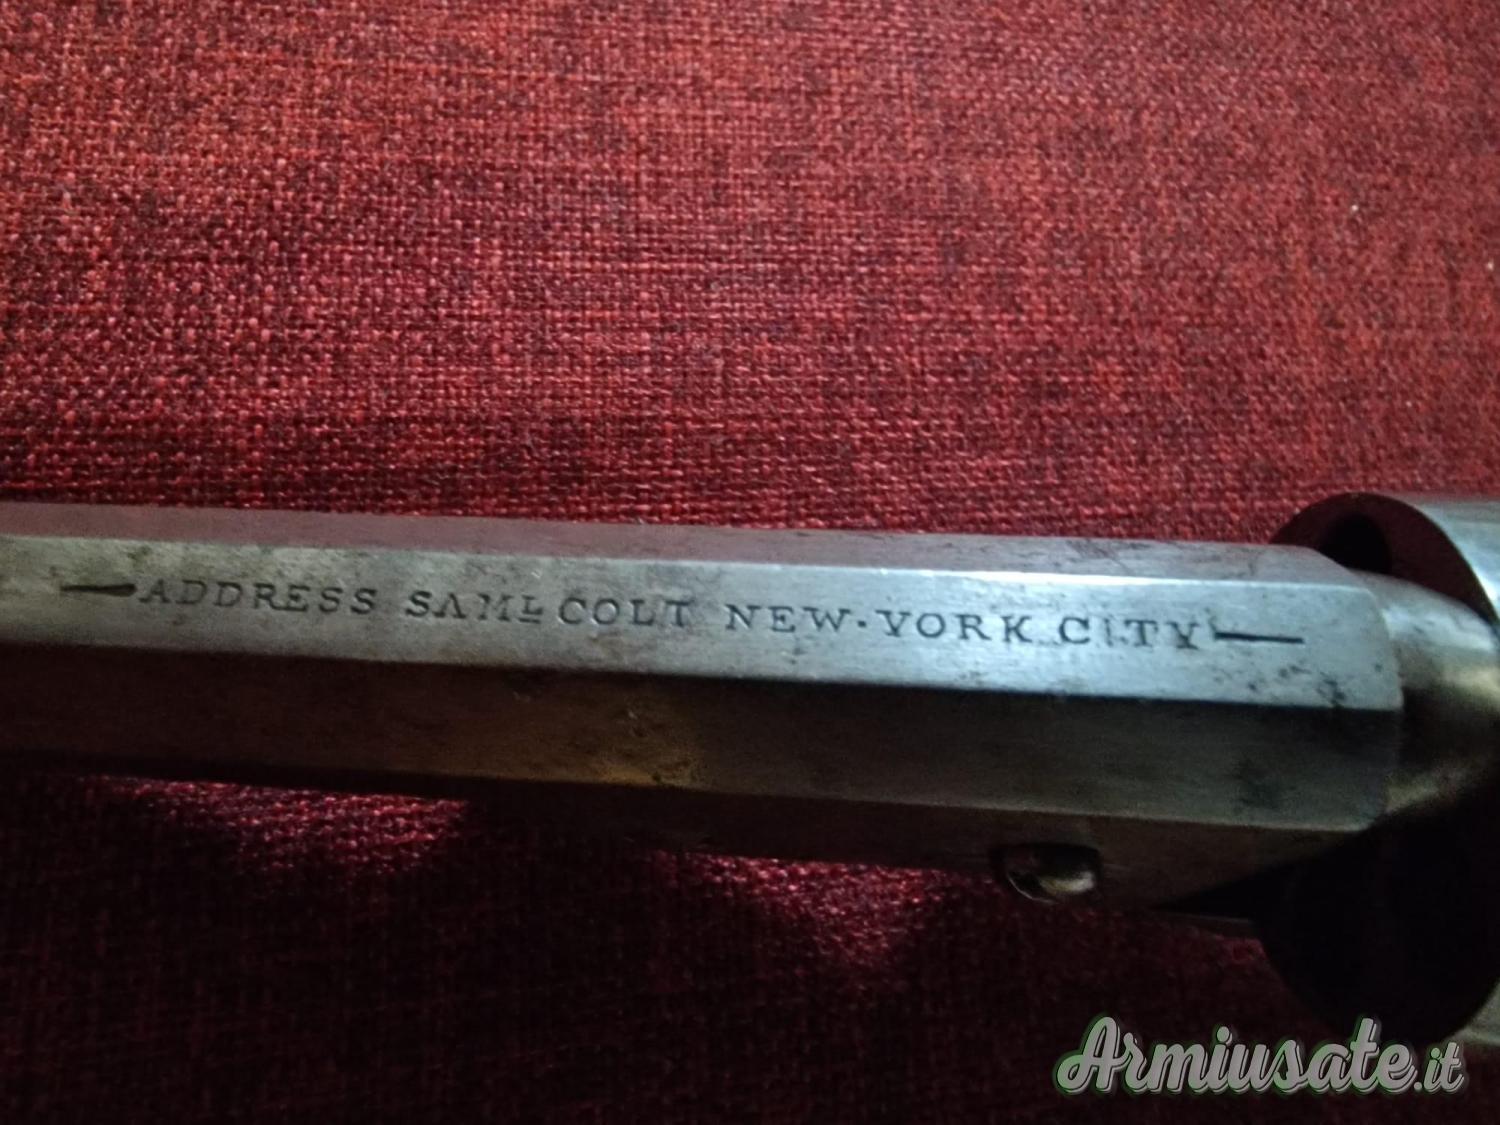 ADDRESS SAML COLT NEW-YORK CITY
Armiusate.it